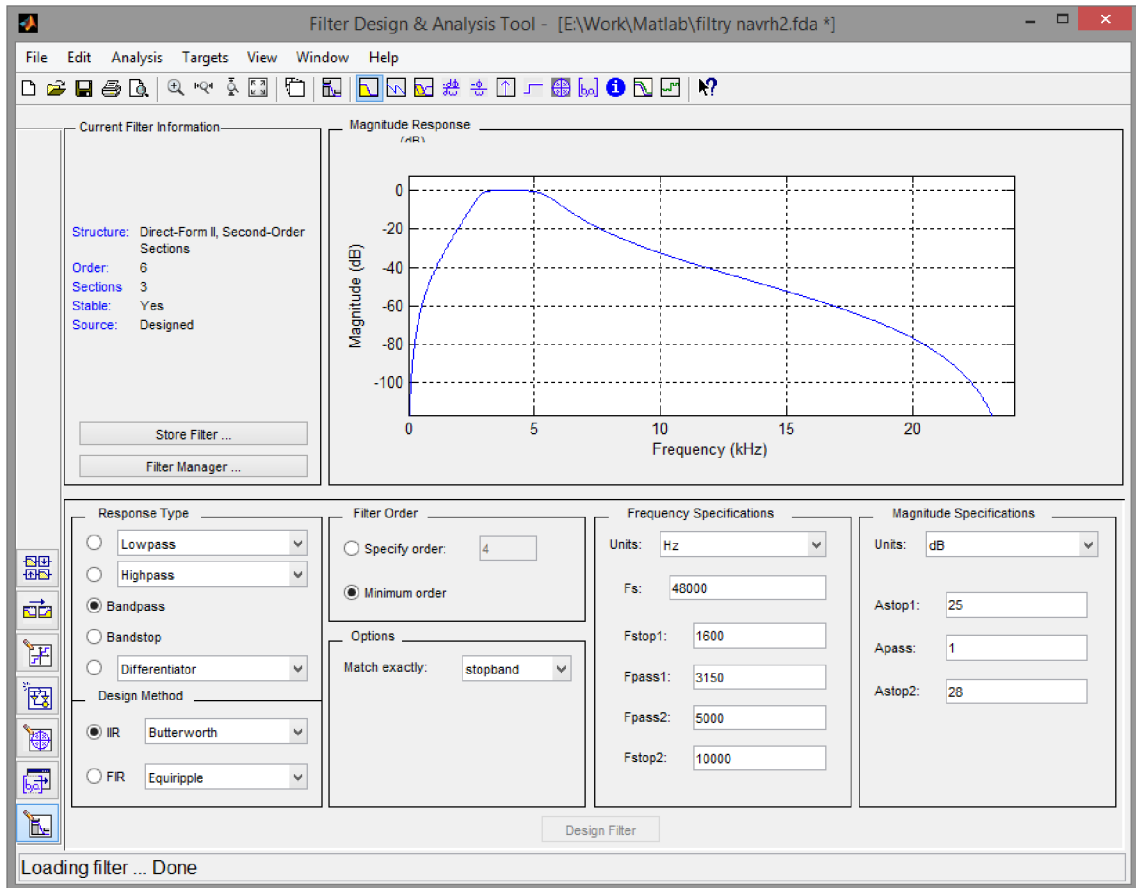 Filter Design & Analysis Tool - [E:\Work\Matlab\filtry navrh2.fda *]
File Edit Analysis Targets View Window Help
Current Filter Information
Structure: Direct-Form II, Second-Order
Sections
Order: 6
Sections 3
Stable: Yes
Source: Designed
Store Filter ...
Filter Manager ...
Magnitude Response
(dB)
0
-20
-40
-60
-80
-100
Magnitude (dB)
0 5 10 15 20
Frequency (kHz)
Response Type
Lowpass
Highpass
Bandpass
Bandstop
Differentiator
Design Method
IIR Butterworth
FIR Equiripple
Filter Order
Specify order: 4
Minimum order
Options
Match exactly: stopband
Frequency Specifications
Units: Hz
Fs: 48000
Fstop1: 1600
Fpass1: 3150
Fpass2: 5000
Fstop2: 10000
Magnitude Specifications
Units: dB
Astop1: 25
Apass: 1
Astop2: 28
Design Filter
Loading filter ... Done